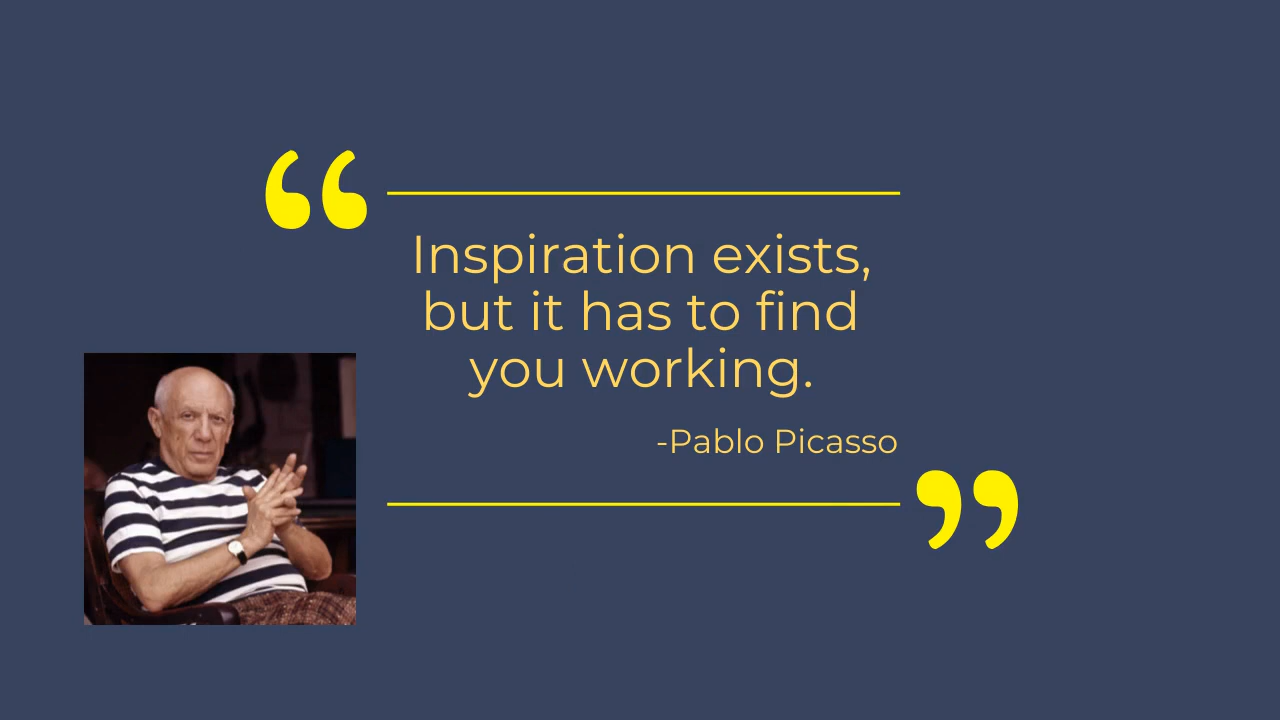 “
Inspiration exists,
but it has to find
you working.
-Pablo Picasso
”